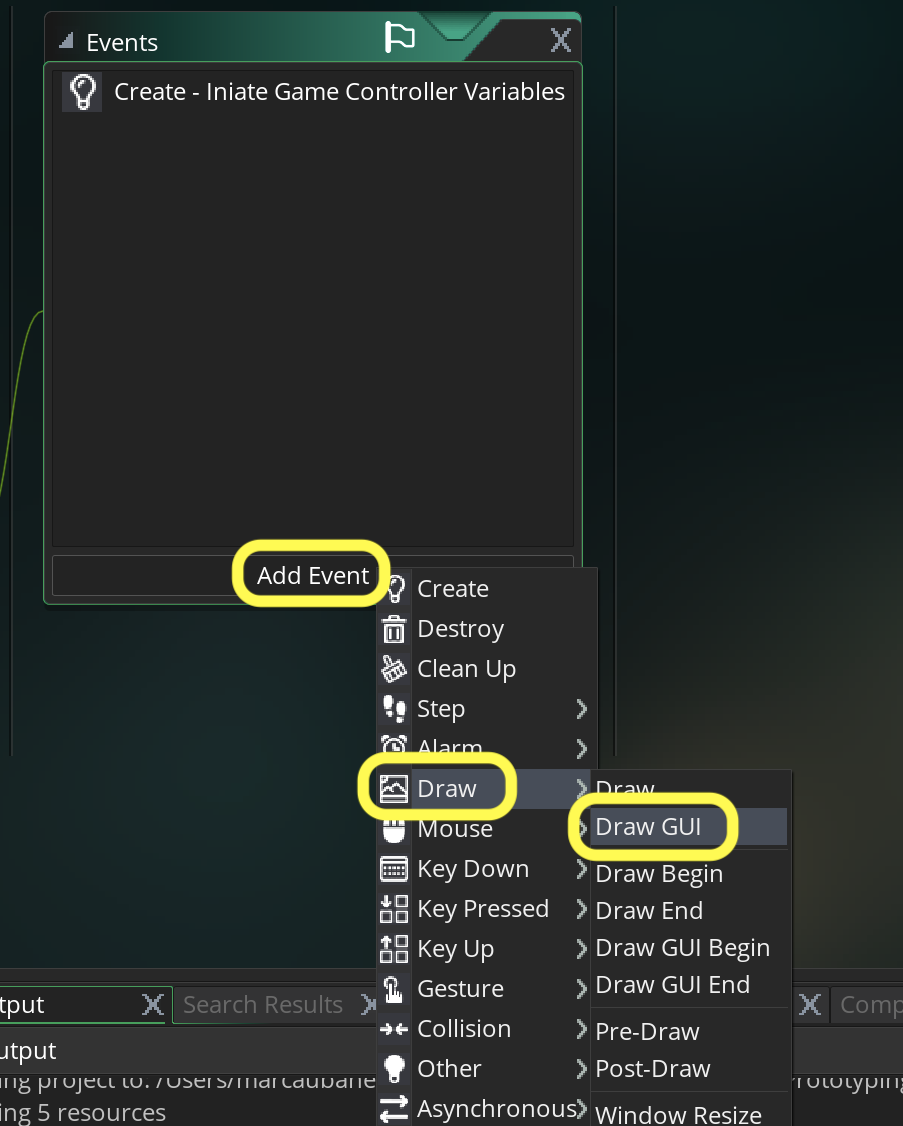 Events
Create - Iniate Game Controller Variables
Add Event
Create
Destroy
Clean Up
Step
Alarm
Draw
Draw
Draw GUI
Mouse
Draw Begin
Key Down
Draw End
Key Pressed
Draw GUI Begin
Key Up
Draw GUI End
Gesture
tput
Search Results
Comp
Collision
Pre-Draw
utput
Other
Post-Draw
ing project to: /Users/marcaubane
rototyping
Asynchronous
Window Resize
ing 5 resources